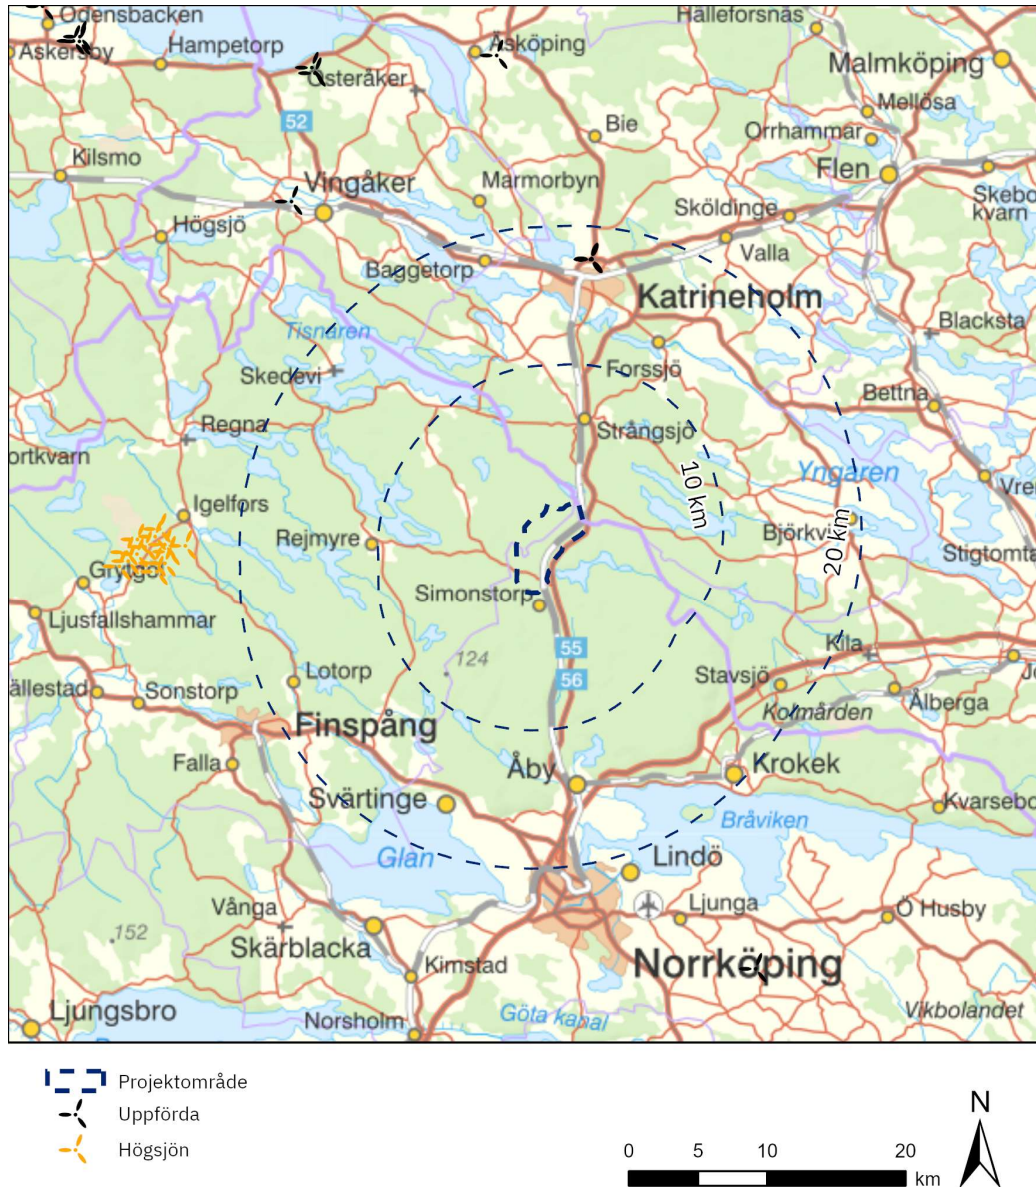 Odensbacken
Hälleforsnäs
Askersby
Hampetorp
Äsköping
Österåker
Malmköping
Mellösa
52
Bie
Orrhammar
Kilsmo
Vingåker
Marmorbyn
Flen
Skebo
kvarn
Högsjö
Sköldinge
Valla
Baggetorp
Katrineholm
Tisnaren
Blacksta
Skedevi
Forssjö
Bettna
Regna
Strångsjö
ortkvarn
10 km
Yngaren
Vre
Igelfors
Rejmyre
Björkvi
20 km
Stigtomta
Grytgöl
Simonstorp
Ljusfallshammar
55
Kila
124
56
Lotorp
Stavsjö
ällestad
Sonstorp
Ålberga
Kolmården
Finspång
Falla
Åby
Krokek
Svärtinge
Kvarsebo
Bråviken
Glan
Lindö
Vånga
Ljunga
Ö Husby
152
Skärblacka
Kimstad
Norrköping
Ljungsbro
Norsholm
Göta kanal
Vikbolandet
Projektområde
Uppförda
Högsjön
N
0 5 10 20
km